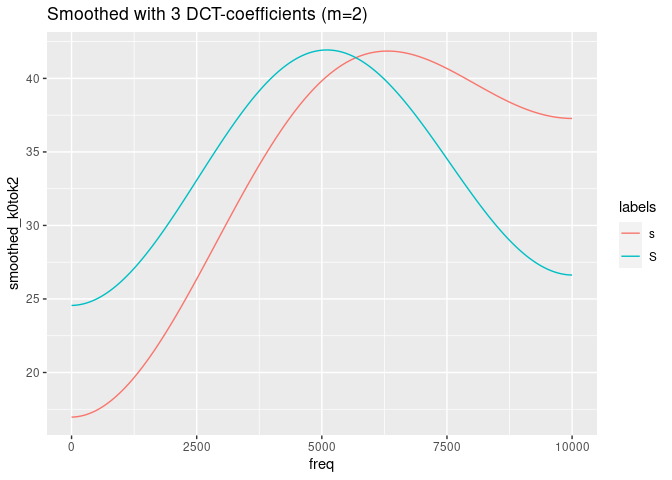 Smoothed with 3 DCT-coefficients (m=2)
smoothed_k0tok2
40
35
30
25
20
0 2500 5000 7500 10000
freq
labels
s
S